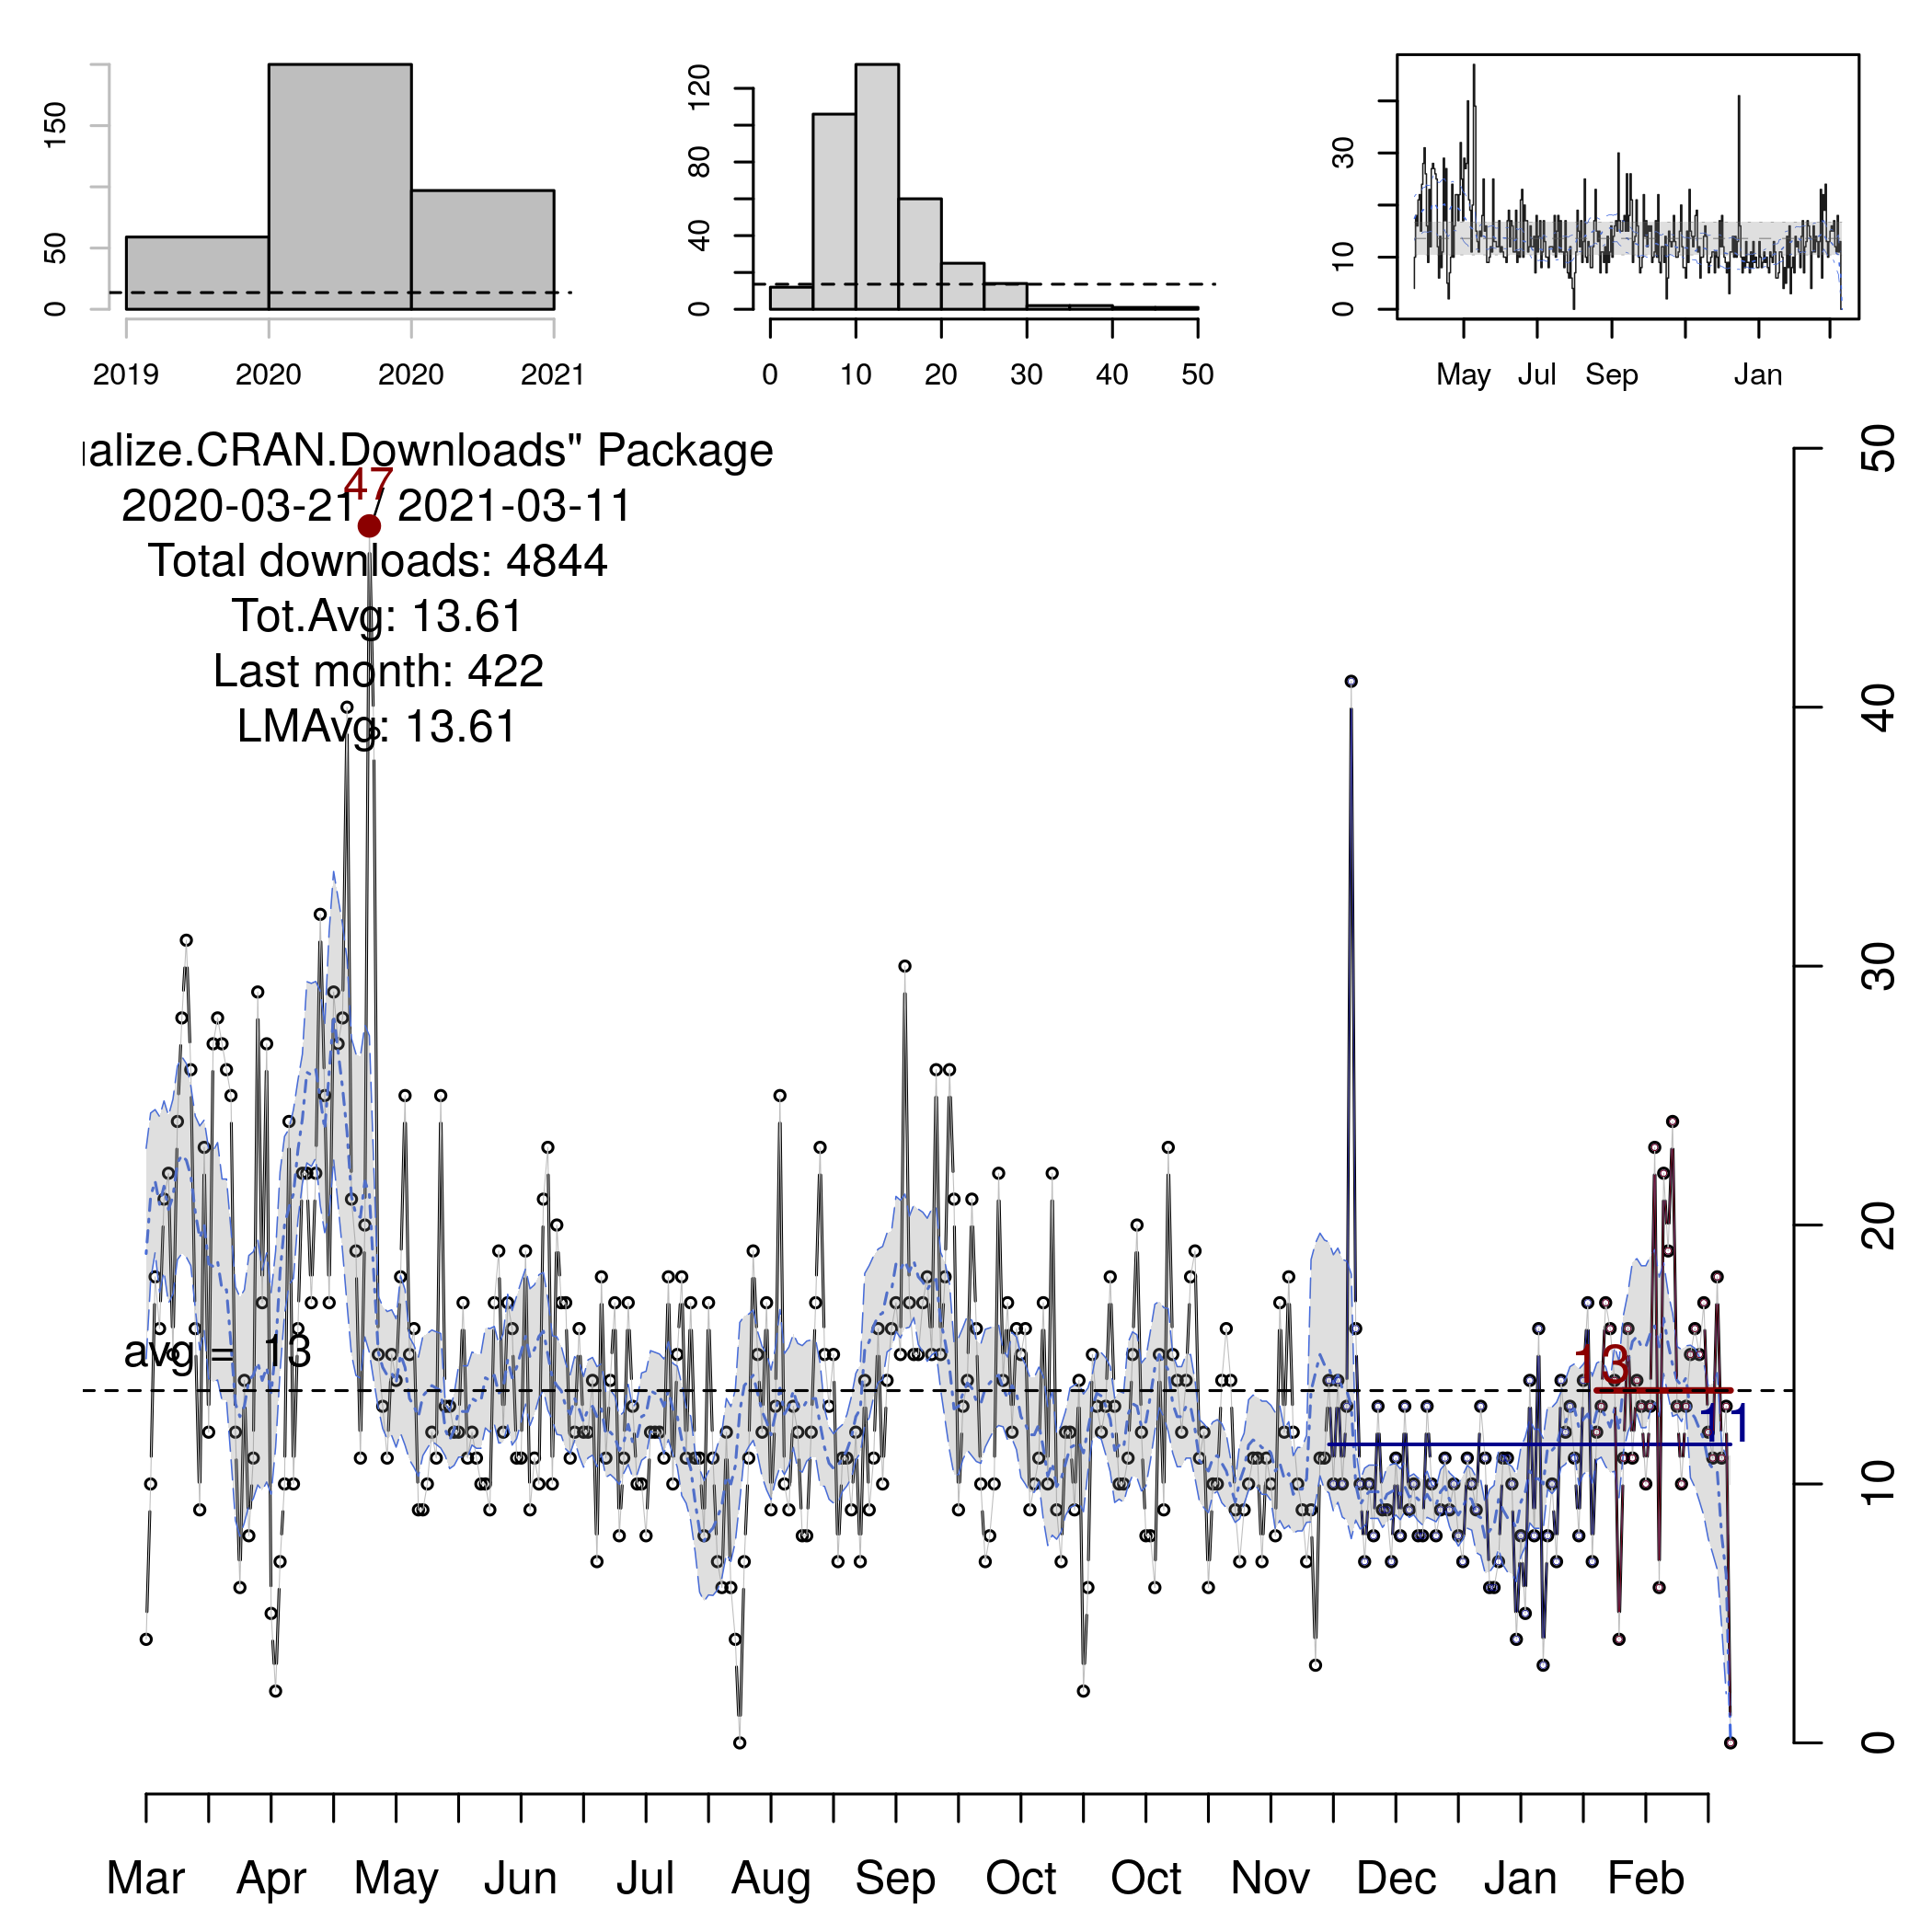 150
50
0
2019 2020 2020 2021
120
80
40
0
0 10 20 30 40 50
30
10
0
May Jul Sep Jan
alize.CRAN.Downloads" Package
47
2020-03-21 2021-03-11
Total downloads: 4844
Tot.Avg: 13.61
Last month: 422
LMAvg: 13.61
avg = 13
13
11
50
40
30
20
10
0
Mar Apr May Jun Jul Aug Sep Oct Oct Nov Dec Jan Feb